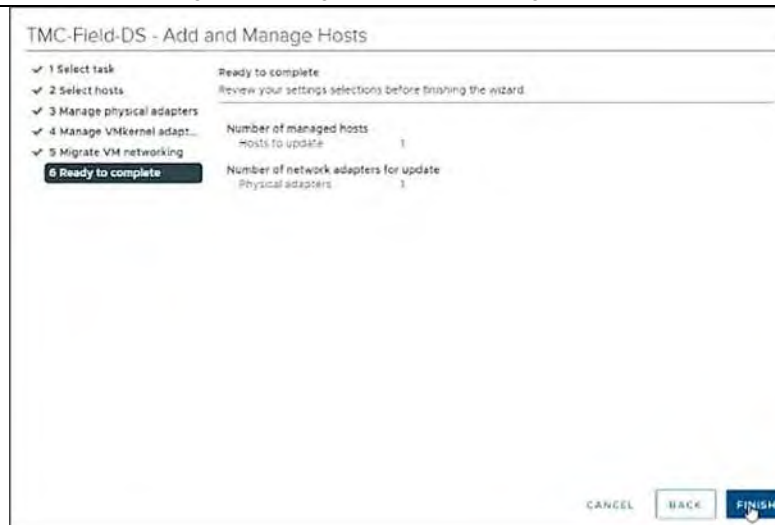 TMC-Field-DS - Add and Manage Hosts
✓ 1 Select task
✓ 2 Select hosts
✓ 3 Manage physical adapters
✓ 4 Manage VMkernel adapt...
✓ 5 Migrate VM networking
6 Ready to complete
Ready to complete
Review your settings selections before finishing the wizard.
Number of managed hosts
Hosts to update 1
Number of network adapters for update
Physical adapters 1
CANCEL BACK FINISH